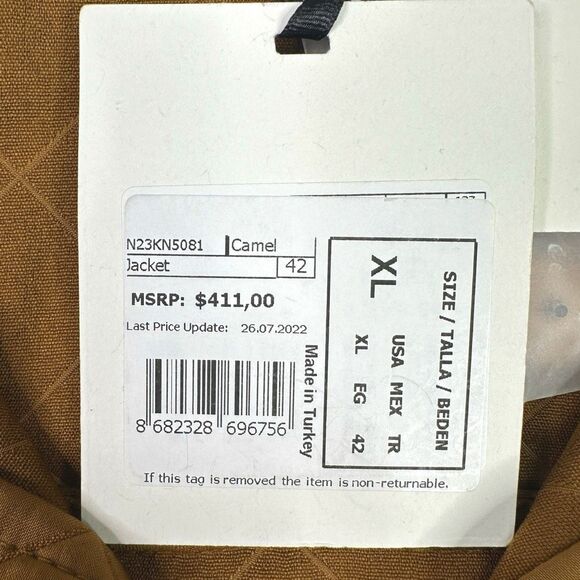 N23KN5081 Camel
Jacket 42
MSRP: $411,00
Last Price Update: 26.07.2022
8 682328 696756
Made in Turkey
XL
SIZE / TALLA / BEDEN
USA MEX TR
XL EG 42
If this tag is removed the item is non-returnable.